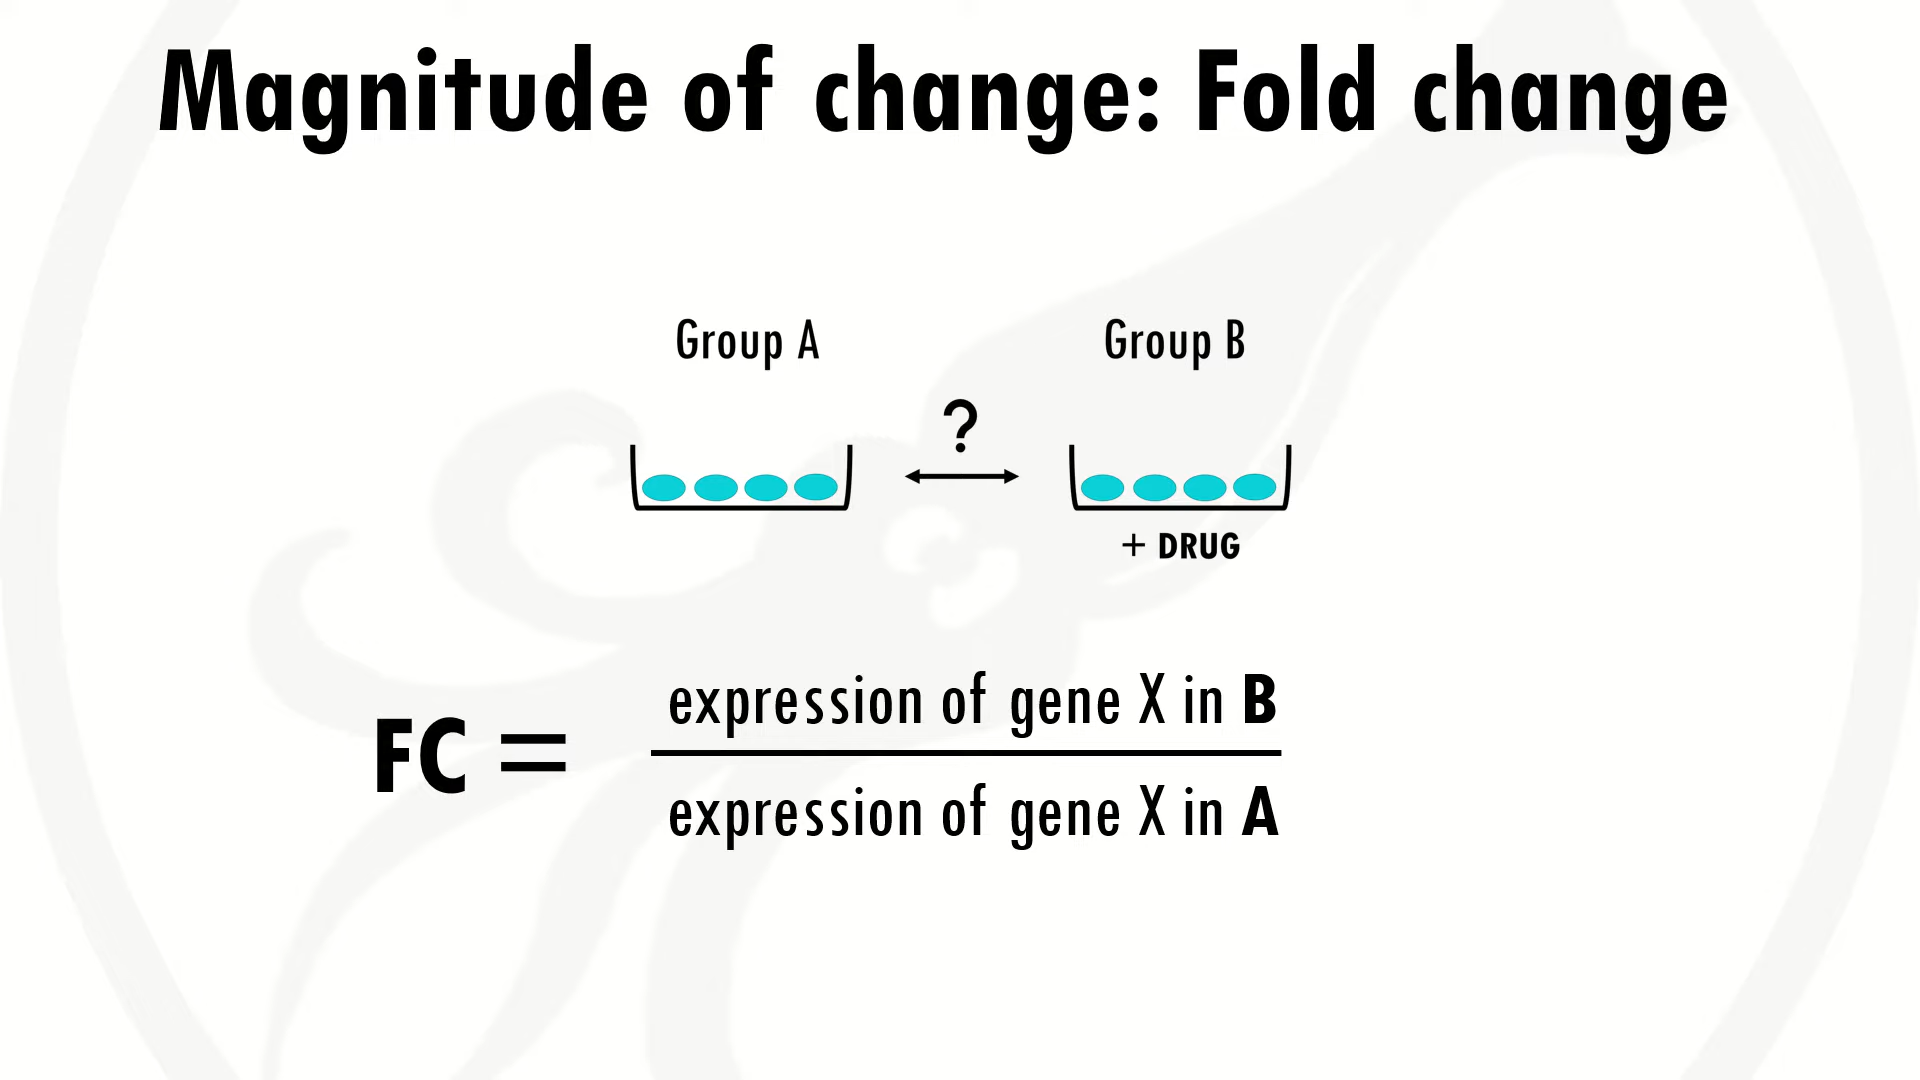 Magnitude of change: Fold change
Group A
Group B
?
+ DRUG
FC =
expression of gene X in B
expression of gene X in A